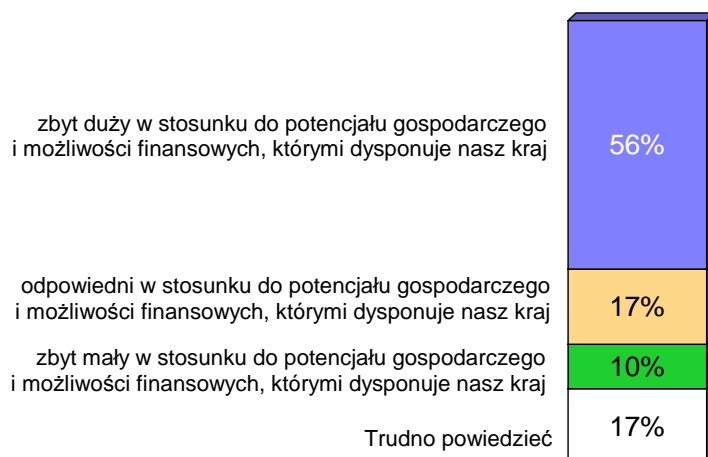 zbyt duży w stosunku do potencjału gospodarczego
i możliwości finansowych, którymi dysponuje nasz kraj
56%
odpowiedni w stosunku do potencjału gospodarczego
i możliwości finansowych, którymi dysponuje nasz kraj
17%
zbyt mały w stosunku do potencjału gospodarczego
i możliwości finansowych, którymi dysponuje nasz kraj
10%
Trudno powiedzieć
17%